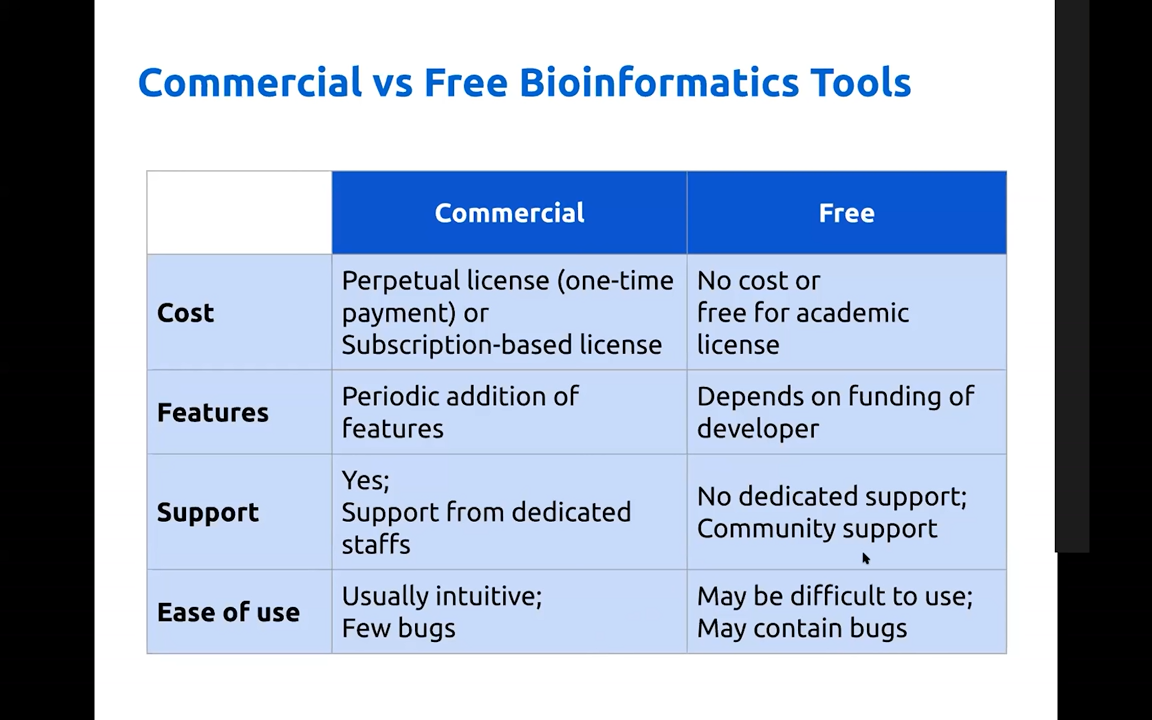 Commercial vs Free Bioinformatics Tools
Commercial
Free
Cost
Perpetual license (one-time
payment) or
Subscription-based license
No cost or
free for academic
license
Features
Periodic addition of
features
Depends on funding of
developer
Support
Yes;
Support from dedicated
staffs
No dedicated support;
Community support
Ease of use
Usually intuitive;
Few bugs
May be difficult to use;
May contain bugs